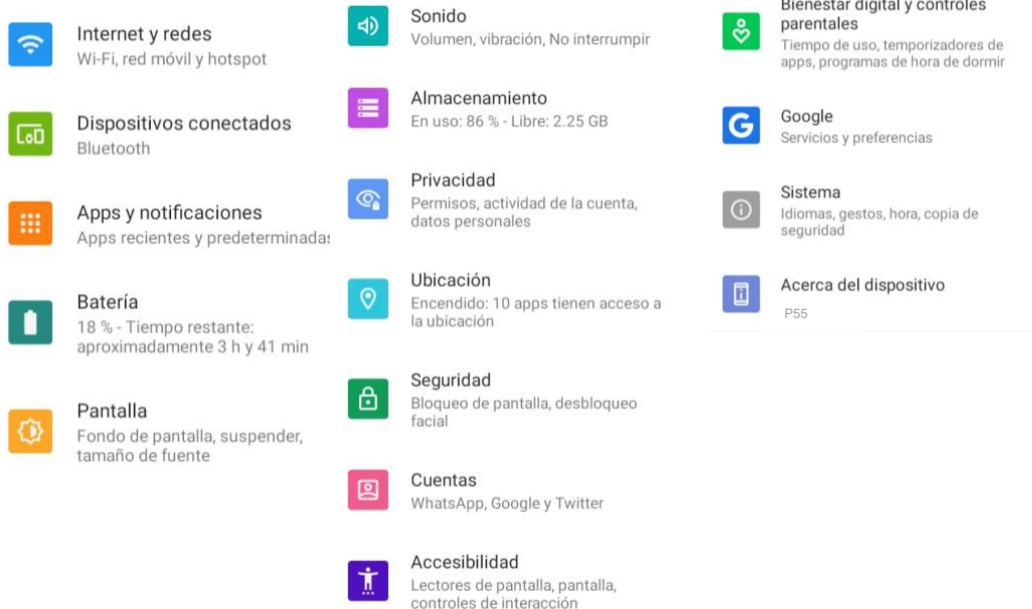 Internet y redes
Wi-Fi, red móvil y hotspot
Dispositivos conectados
Bluetooth
Apps y notificaciones
Apps recientes y predeterminadas
Batería
18 % - Tiempo restante:
aproximadamente 3 h y 41 min
Pantalla
Fondo de pantalla, suspender,
tamaño de fuente
Sonido
Volumen, vibración, No interrumpir
Almacenamiento
En uso: 86 % - Libre: 2.25 GB
Privacidad
Permisos, actividad de la cuenta,
datos personales
Ubicación
Encendido: 10 apps tienen acceso a
la ubicación
Seguridad
Bloqueo de pantalla, desbloqueo
facial
Cuentas
WhatsApp, Google y Twitter
Accesibilidad
Lectores de pantalla, pantalla,
controles de interacción
Bienestar digital y controles
parentales
Tiempo de uso, temporizadores de
apps, programas de hora de dormir
Google
Servicios y preferencias
Sistema
Idiomas, gestos, hora, copia de
seguridad
Acerca del dispositivo
P55